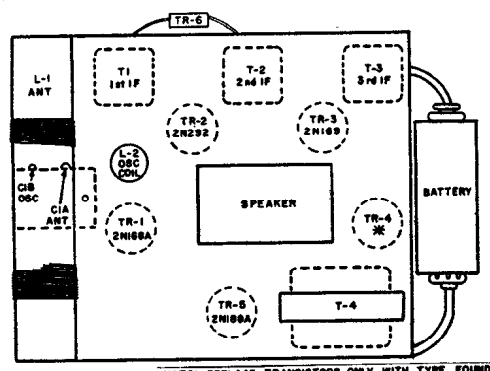 TR-6
L-1
ANT
T1
1st IF
T-2
2nd IF
T-3
3rd IF
TR-2
2N292
TR-3
2N169
L-2
OSC
COIL
C1B
OSC
C1A
ANT
TR-1
2N168A
SPEAKER
BATTERY
TR-4
*
TR-5
2N188A
T-4
TRANSISTORS ONLY WITH TYPE FOUND